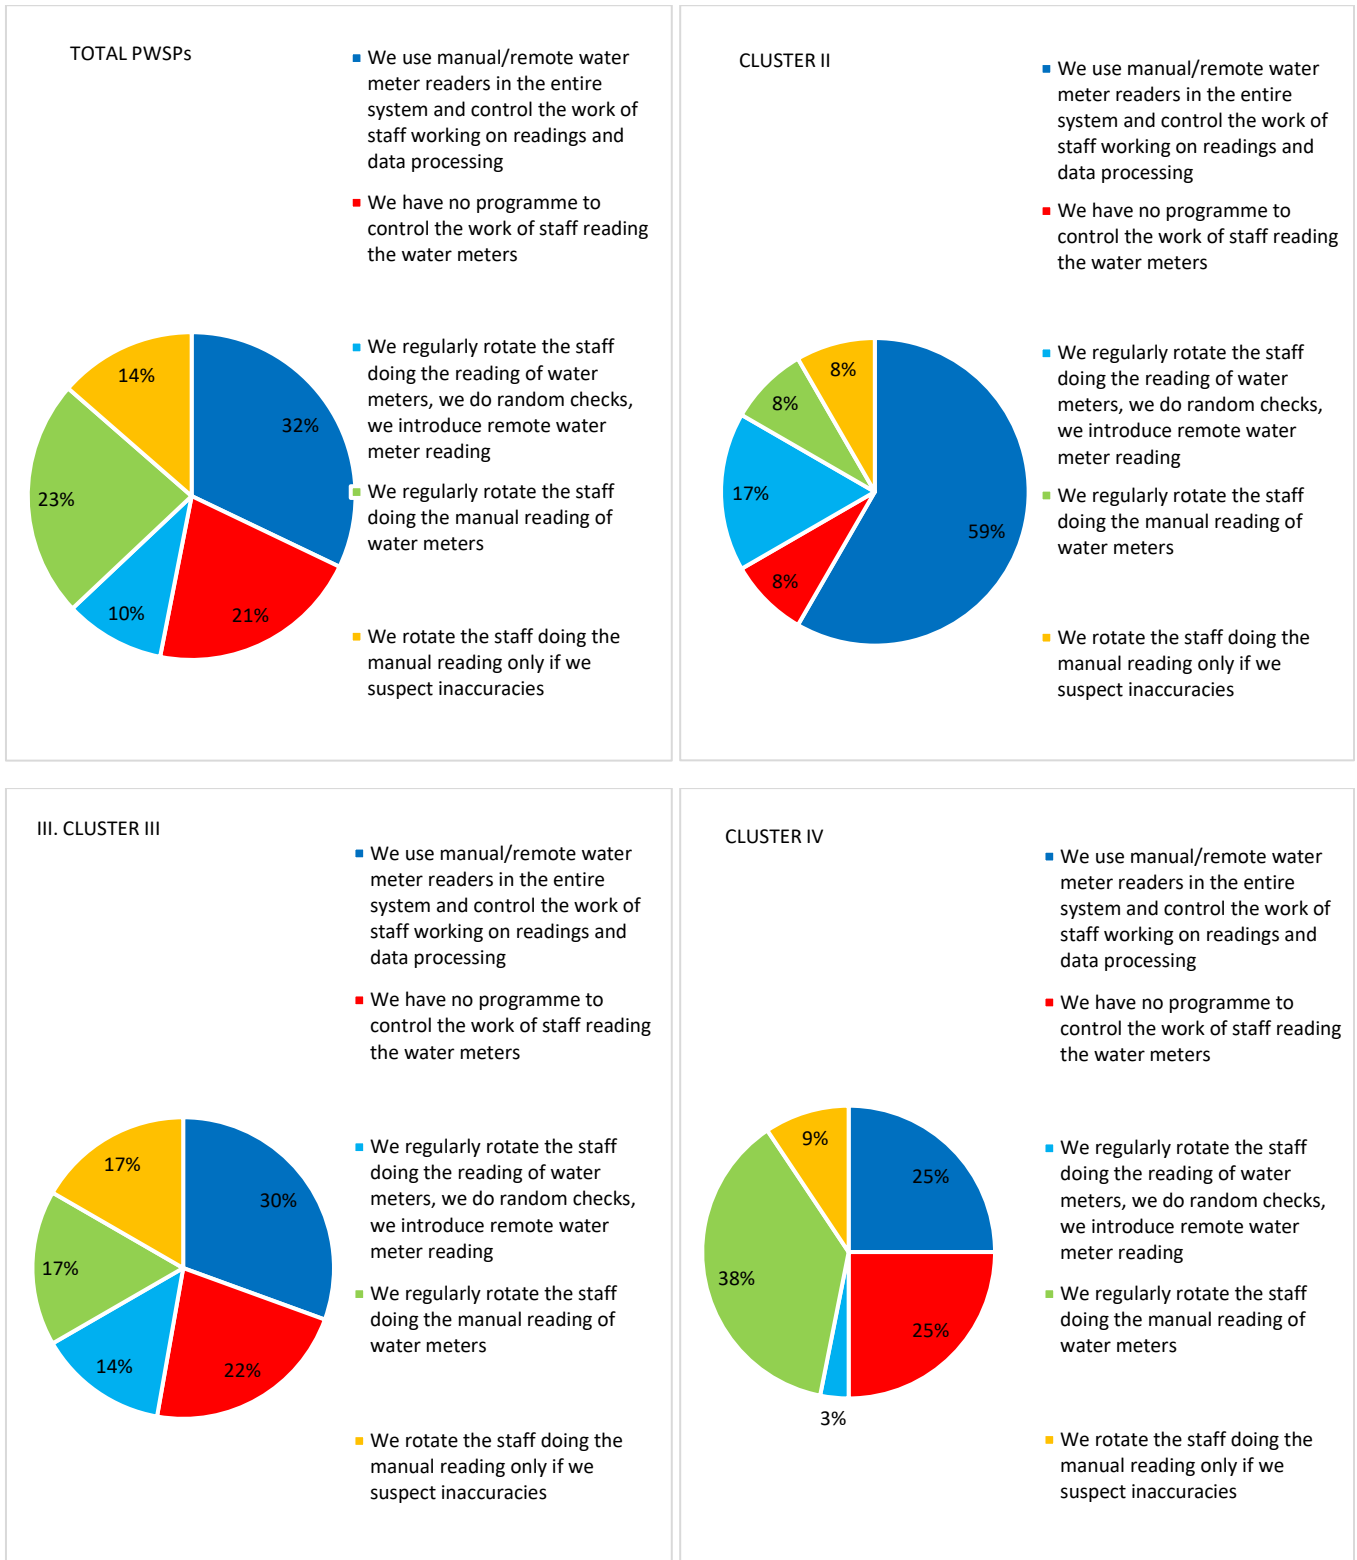 TOTAL PWSPs
We use manual/remote water
meter readers in the entire
system and control the work of
staff working on readings and
data processing
We have no programme to
control the work of staff reading
the water meters
We regularly rotate the staff
doing the reading of water
meters, we do random checks,
we introduce remote water
meter reading
We regularly rotate the staff
doing the manual reading of
water meters
We rotate the staff doing the
manual reading only if we
suspect inaccuracies
14%
32%
23%
10%
21%
CLUSTER II
We use manual/remote water
meter readers in the entire
system and control the work of
staff working on readings and
data processing
We have no programme to
control the work of staff reading
the water meters
We regularly rotate the staff
doing the reading of water
meters, we do random checks,
we introduce remote water
meter reading
We regularly rotate the staff
doing the manual reading of
water meters
We rotate the staff doing the
manual reading only if we
suspect inaccuracies
8%
8%
17%
59%
8%
III. CLUSTER III
We use manual/remote water
meter readers in the entire
system and control the work of
staff working on readings and
data processing
We have no programme to
control the work of staff reading
the water meters
We regularly rotate the staff
doing the reading of water
meters, we do random checks,
we introduce remote water
meter reading
We regularly rotate the staff
doing the manual reading of
water meters
We rotate the staff doing the
manual reading only if we
suspect inaccuracies
17%
30%
17%
14%
22%
CLUSTER IV
We use manual/remote water
meter readers in the entire
system and control the work of
staff working on readings and
data processing
We have no programme to
control the work of staff reading
the water meters
We regularly rotate the staff
doing the reading of water
meters, we do random checks,
we introduce remote water
meter reading
We regularly rotate the staff
doing the manual reading of
water meters
We rotate the staff doing the
manual reading only if we
suspect inaccuracies
9%
25%
38%
25%
3%